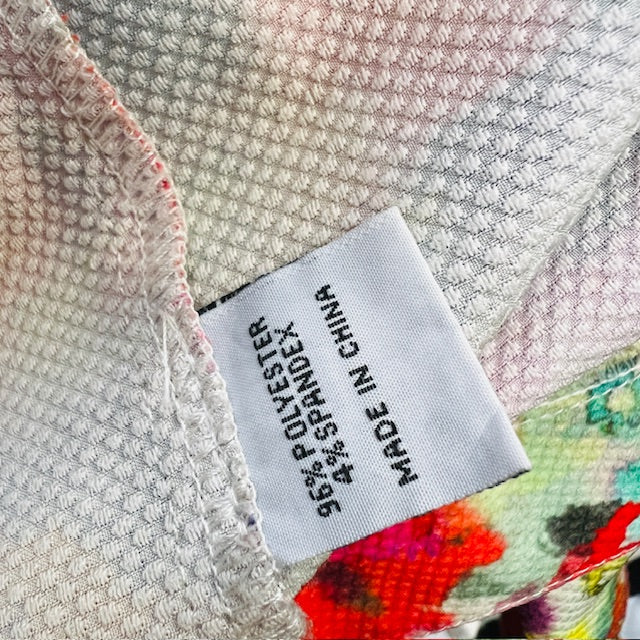 96% POLYESTER
4% SPANDEX
MADE IN CHINA